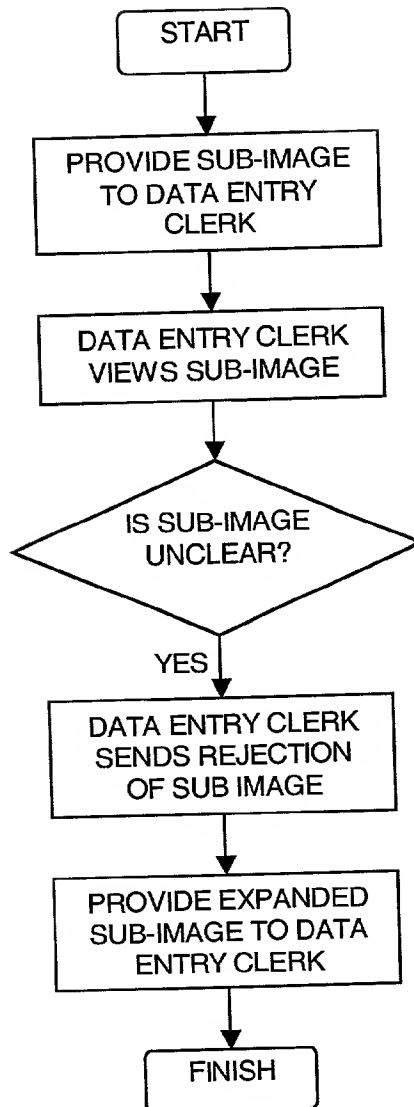 START
PROVIDE SUB-IMAGE
TO DATA ENTRY
CLERK
DATA ENTRY CLERK
VIEWS SUB-IMAGE
IS SUB-IMAGE
UNCLEAR?
YES
DATA ENTRY CLERK
SENDS REJECTION
OF SUB IMAGE
PROVIDE EXPANDED
SUB-IMAGE TO DATA
ENTRY CLERK
FINISH